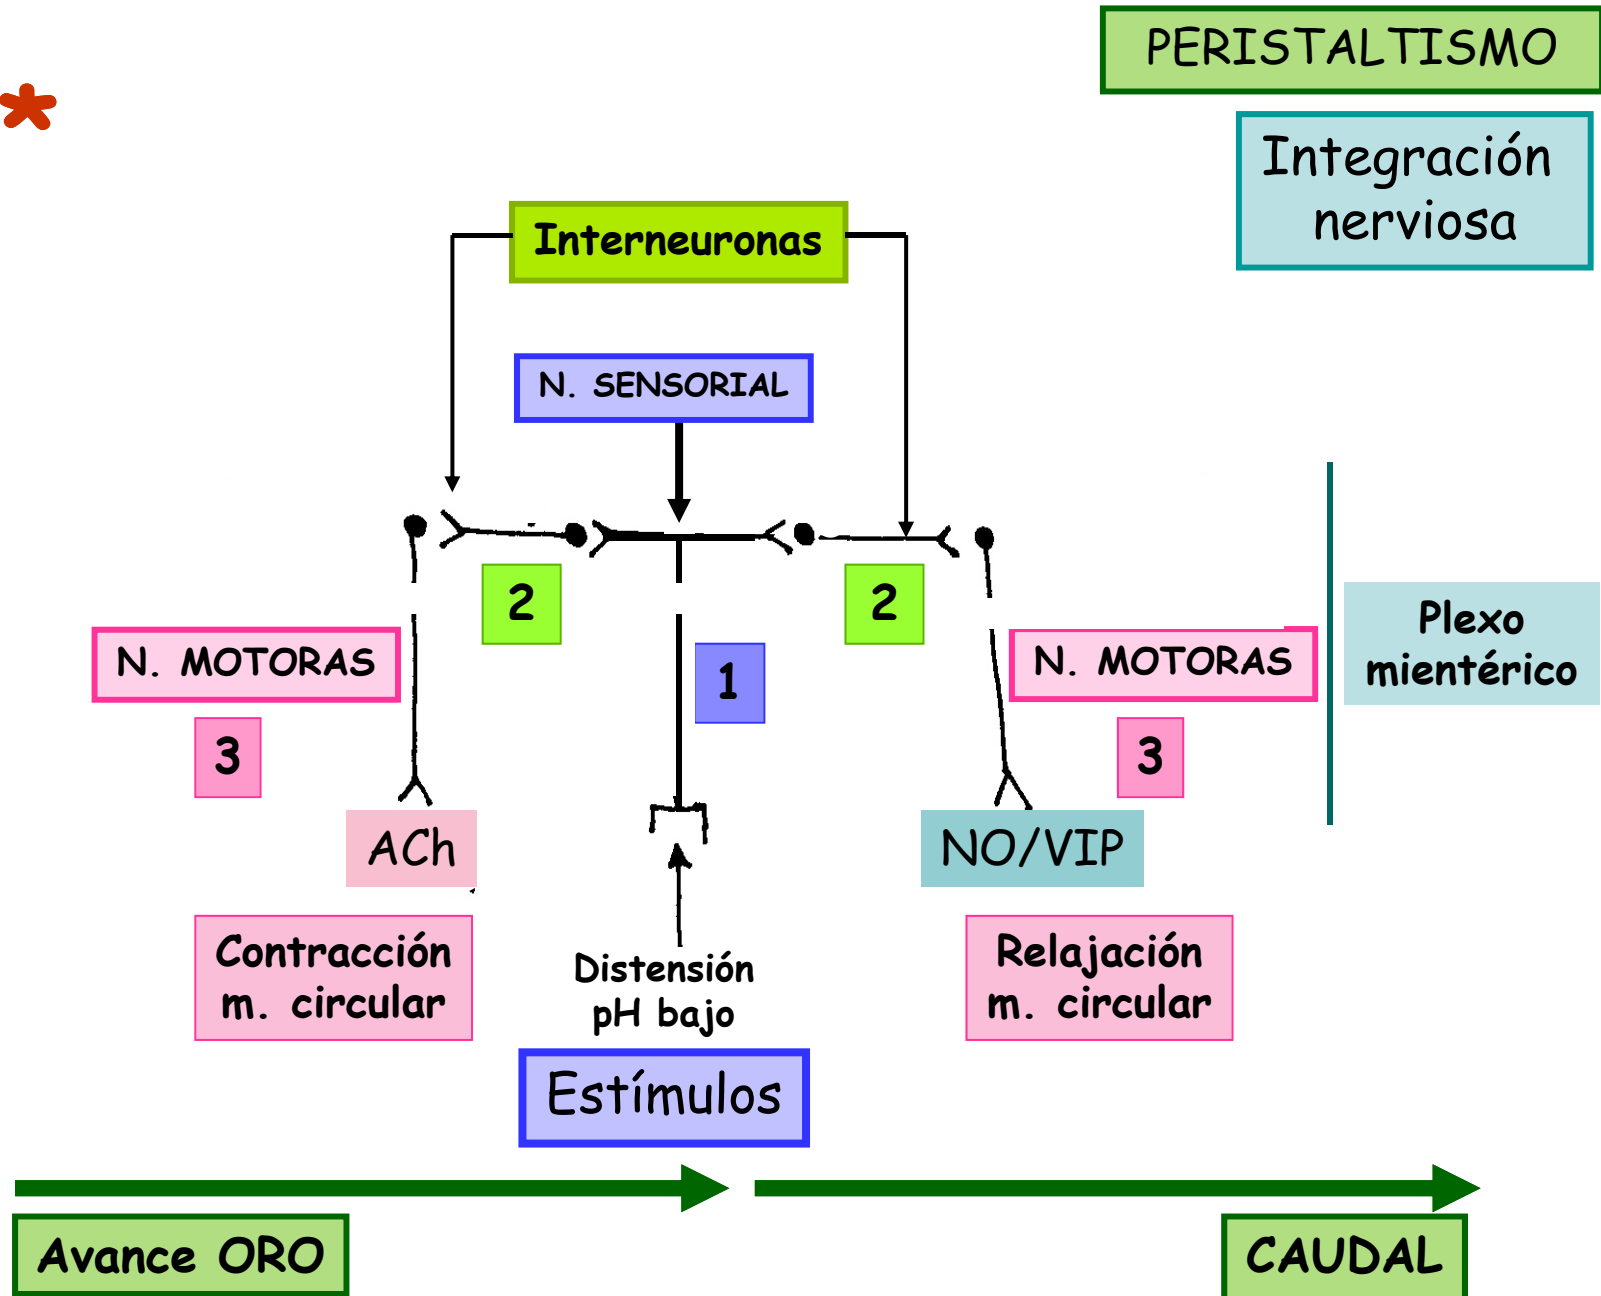 PERISTALTISMO
Integración
nerviosa
Interneuronas
N. SENSORIAL
2
2
N. MOTORAS
1
N. MOTORAS
Plexo
mientérico
3
3
ACh
NO/VIP
Contracción
m. circular
Distensión
pH bajo
Relajación
m. circular
Estímulos
Avance ORO
CAUDAL